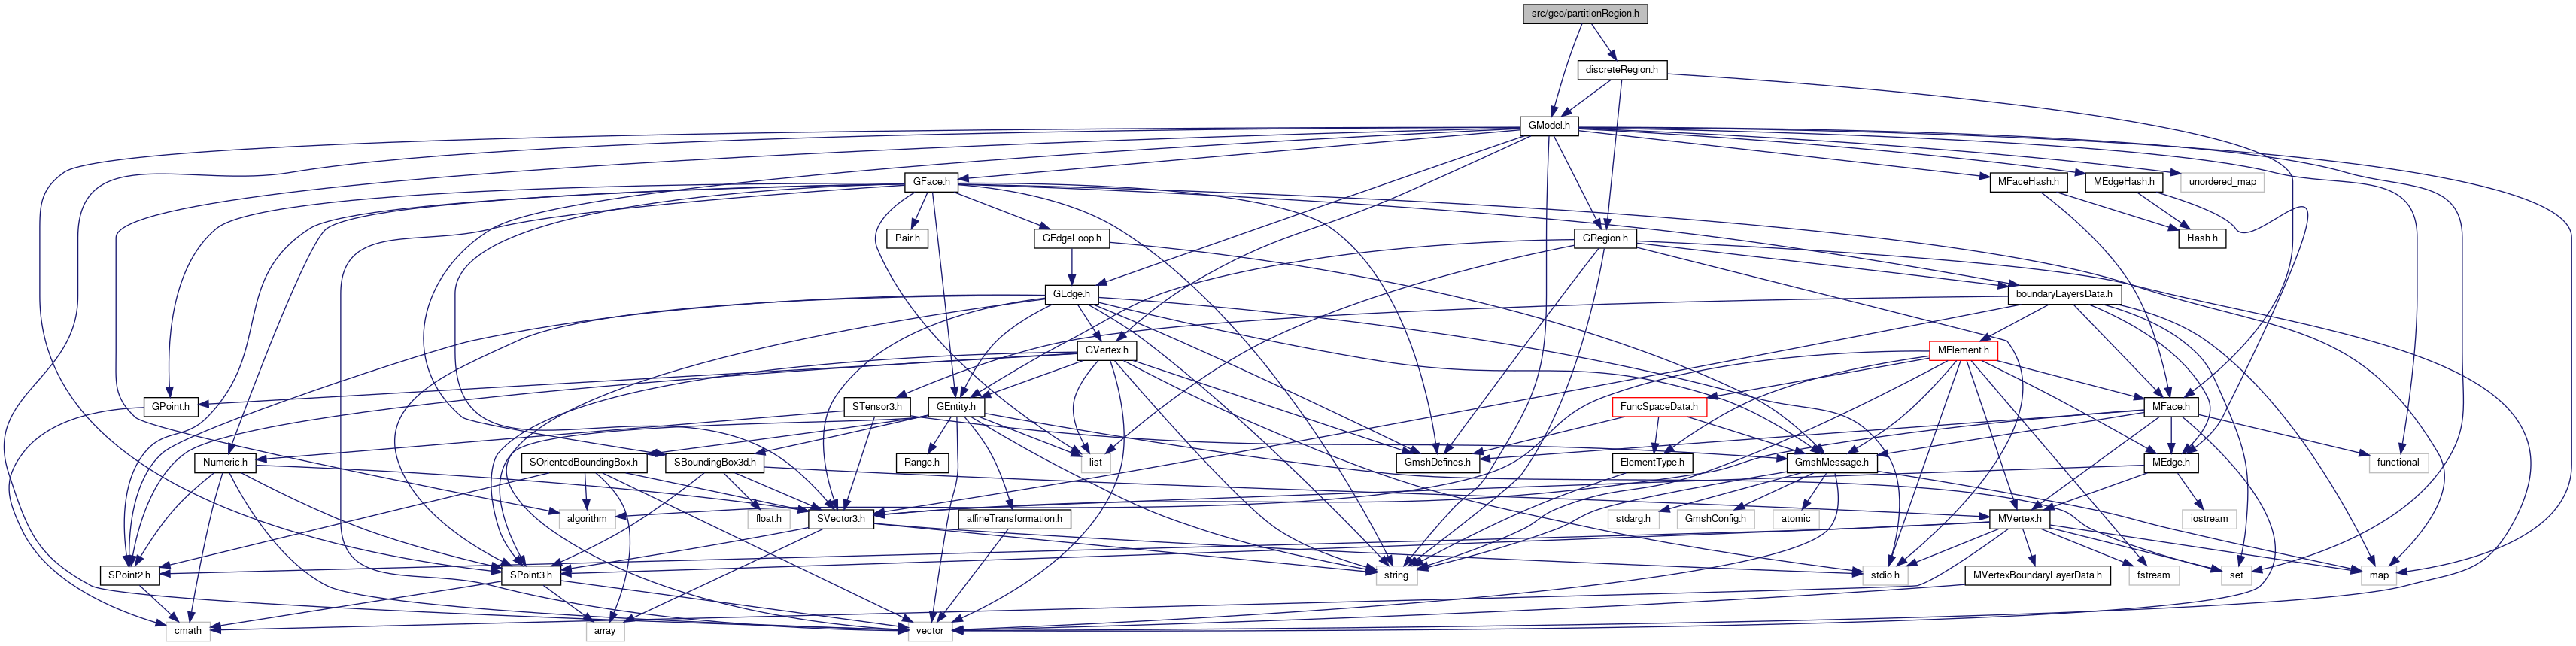 src/geo/partitionRegion.h
discreteRegion.h
GModel.h
GFace.h
MFaceHash.h
MEdgeHash.h
unordered_map
Pair.h
GEdgeLoop.h
GRegion.h
Hash.h
GEdge.h
boundaryLayersData.h
GVertex.h
MElement.h
GPoint.h
STensor3.h
GEntity.h
FuncSpaceData.h
MFace.h
Numeric.h
SOrientedBoundingBox.h
SBoundingBox3d.h
Range.h
list
GmshDefines.h
ElementType.h
GmshMessage.h
MEdge.h
functional
algorithm
float.h
SVector3.h
affineTransformation.h
stdarg.h
GmshConfig.h
atomic
MVertex.h
iostream
SPoint2.h
SPoint3.h
string
stdio.h
MVertexBoundaryLayerData.h
fstream
set
map
cmath
array
vector